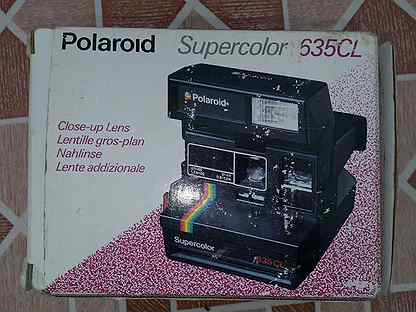 Polaroid Supercolor 635CL
Close-up Lens
Lentille gros-plan
Nahlinse
Lente addizionale
Polaroid
Supercolor
635CL